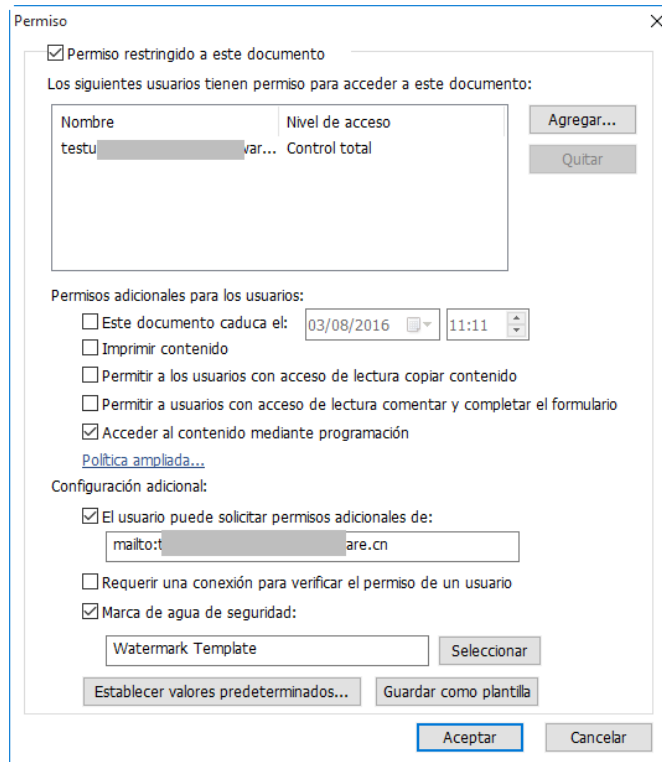 Permiso
Permiso restringido a este documento
Los siguientes usuarios tienen permiso para acceder a este documento:
Nombre Nivel de acceso
Agregar...
testu var... Control total
Quitar
Permisos adicionales para los usuarios:
Este documento caduca el: 03/08/2016 11:11
Imprimir contenido
Permitir a los usuarios con acceso de lectura copiar contenido
Permitir a usuarios con acceso de lectura comentar y completar el formulario
Acceder al contenido mediante programación
Política ampliada...
Configuración adicional:
El usuario puede solicitar permisos adicionales de:
mailto:t are.cn
Requerir una conexión para verificar el permiso de un usuario
Marca de agua de seguridad:
Watermark Template Seleccionar
Establecer valores predeterminados... Guardar como plantilla
Aceptar Cancelar